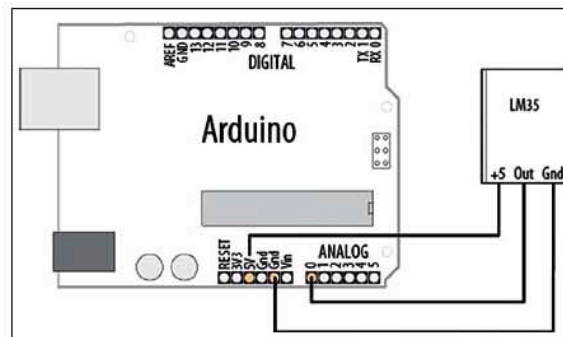 AREF
GND
13
12
11
10
9
8
7
6
5
4
3
2
TX 1
RX 0
DIGITAL
LM35
Arduino
+5 Out Gnd
RESET
3V3
5V
Gnd
Gnd
Vin
ANALOG
0
1
2
3
4
5